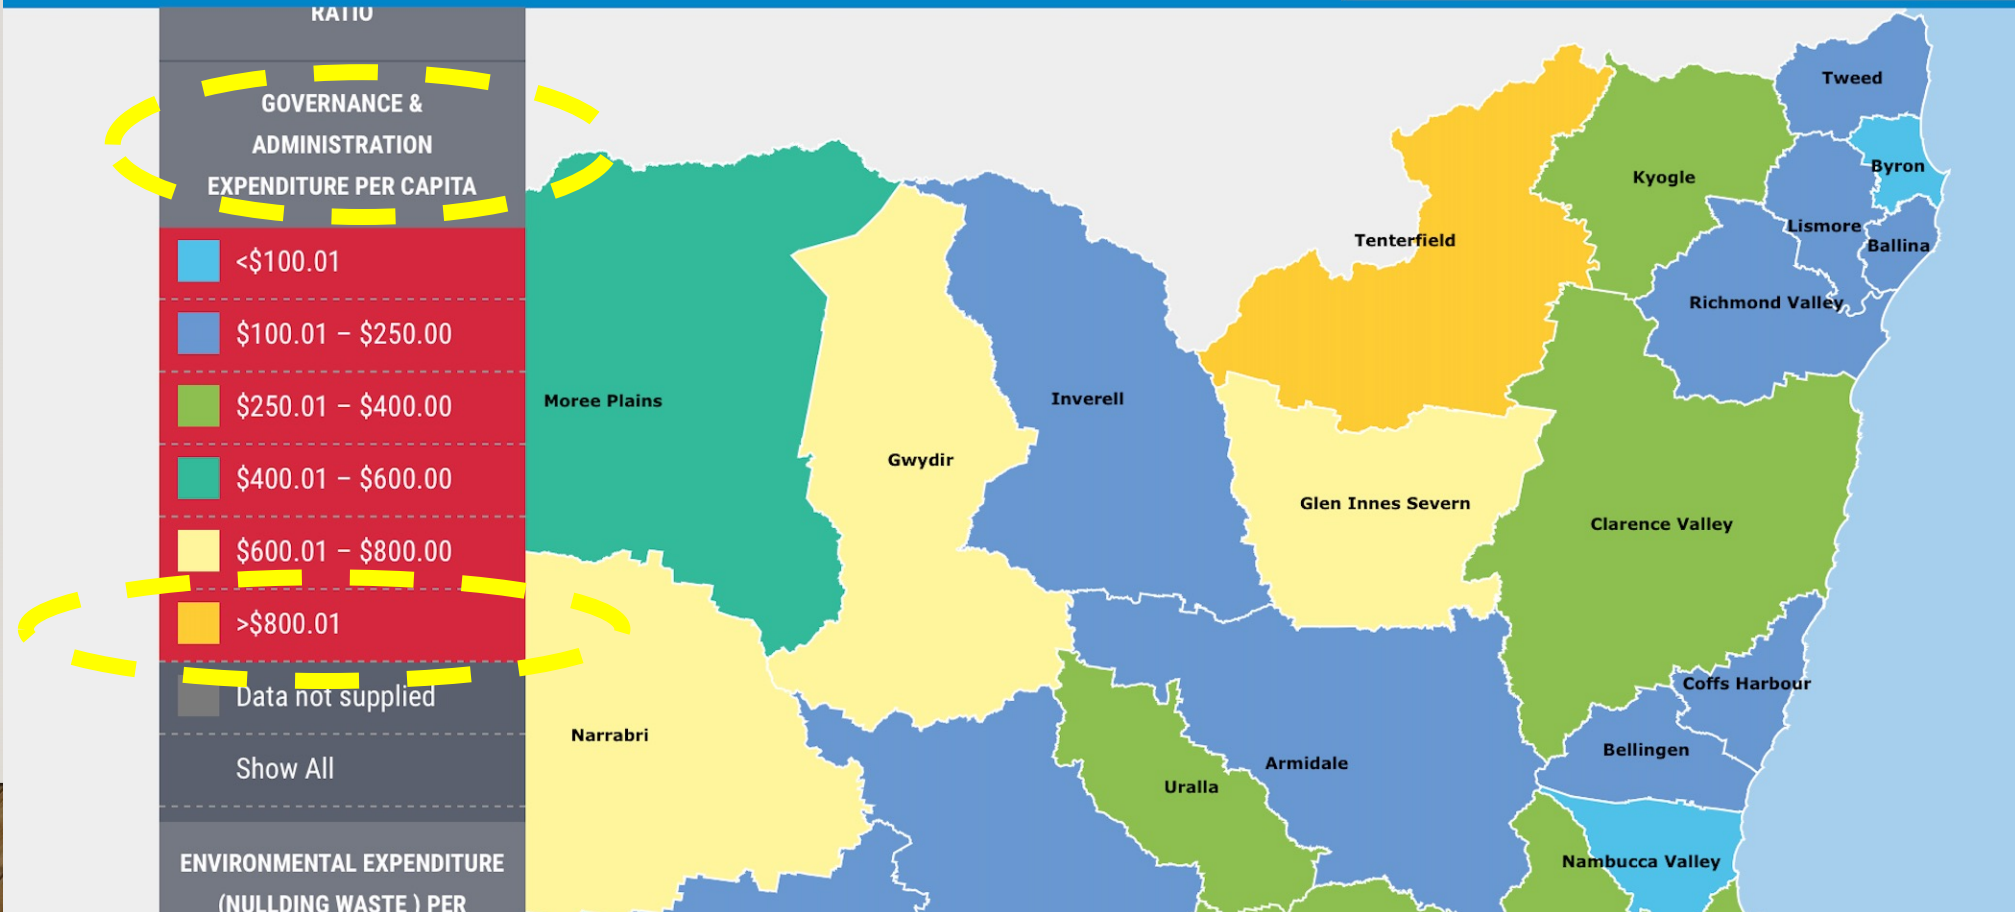 RATIO
GOVERNANCE &
ADMINISTRATION
EXPENDITURE PER CAPITA
<$100.01
$100.01 – $250.00
$250.01 – $400.00
$400.01 – $600.00
$600.01 – $800.00
>$800.01
Data not supplied
Show All
ENVIRONMENTAL EXPENDITURE
(NULLDING WASTE ) PER
Tweed
Byron
Kyogle
Lismore
Ballina
Tenterfield
Richmond Valley
Moree Plains
Inverell
Gwydir
Glen Innes Severn
Clarence Valley
Coffs Harbour
Narrabri
Bellingen
Armidale
Uralla
Nambucca Valley